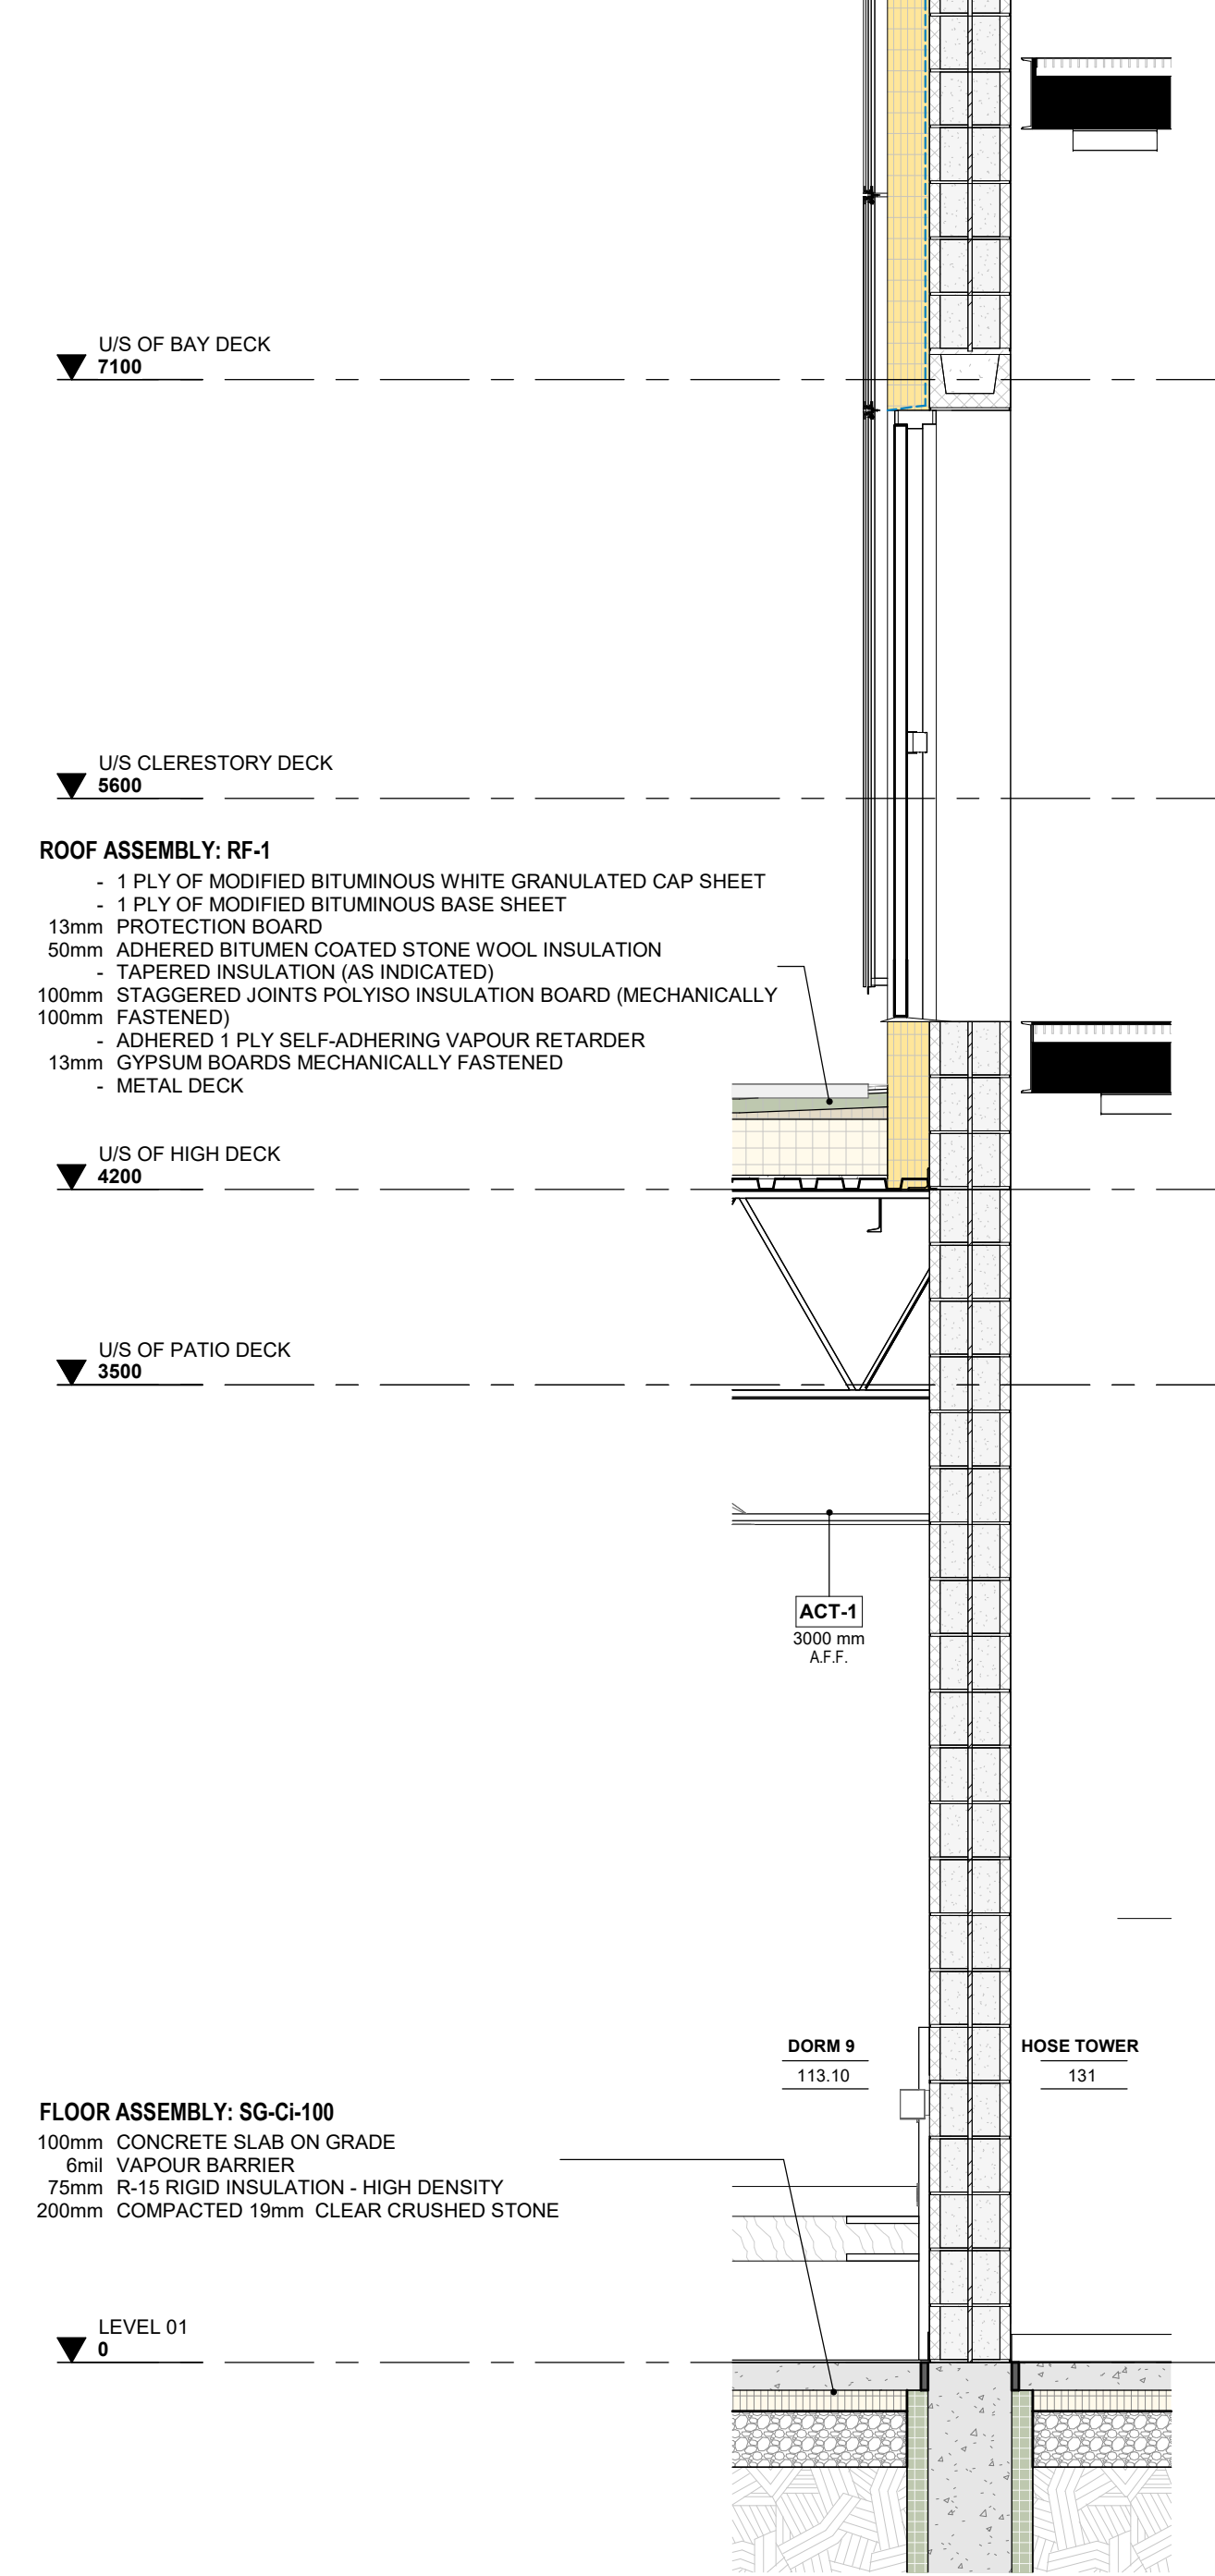 U/S OF BAY DECK
7100
U/S CLERESTORY DECK
5600
ROOF ASSEMBLY: RF-1
- 1 PLY OF MODIFIED BITUMINOUS WHITE GRANULATED CAP SHEET
- 1 PLY OF MODIFIED BITUMINOUS BASE SHEET
13mm PROTECTION BOARD
50mm ADHERED BITUMEN COATED STONE WOOL INSULATION
- TAPERED INSULATION (AS INDICATED)
100mm STAGGERED JOINTS POLYISO INSULATION BOARD (MECHANICALLY
100mm FASTENED)
- ADHERED 1 PLY SELF-ADHERING VAPOUR RETARDER
13mm GYPSUM BOARDS MECHANICALLY FASTENED
- METAL DECK
U/S OF HIGH DECK
4200
U/S OF PATIO DECK
3500
ACT-1
3000 mm
A.F.F.
DORM 9
113.10
HOSE TOWER
131
FLOOR ASSEMBLY: SG-Ci-100
100mm CONCRETE SLAB ON GRADE
6mil VAPOUR BARRIER
75mm R-15 RIGID INSULATION - HIGH DENSITY
200mm COMPACTED 19mm CLEAR CRUSHED STONE
LEVEL 01
0